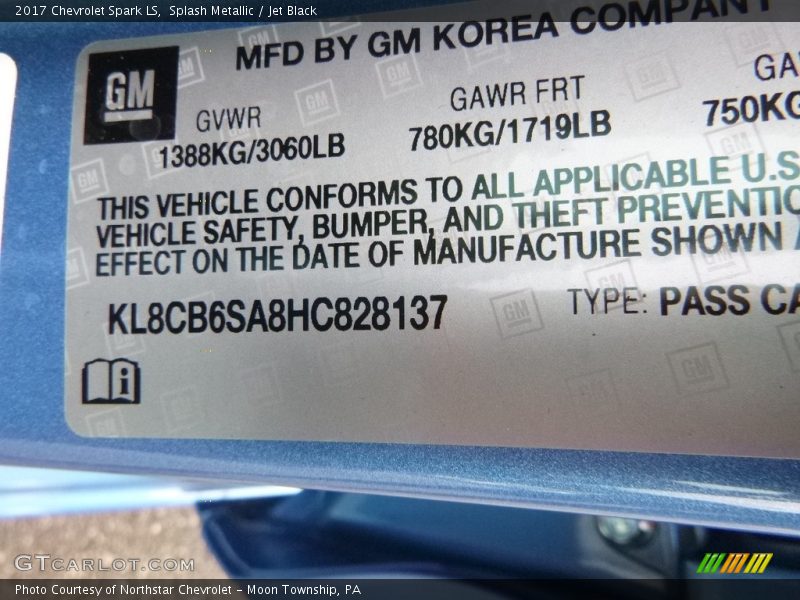 2017 Chevrolet Spark LS, Splash Metallic / Jet Black
MFD BY GM KOREA COMPANY
GM
GVWR
1388KG/3060LB
GAWR FRT
780KG/1719LB
GA
750KG
THIS VEHICLE CONFORMS TO ALL APPLICABLE U.S
VEHICLE SAFETY, BUMPER, AND THEFT PREVENTIO
EFFECT ON THE DATE OF MANUFACTURE SHOWN A
KL8CB6SA8HC828137
TYPE: PASS CA
GTCARLOT.COM
Photo Courtesy of Northstar Chevrolet - Moon Township, PA